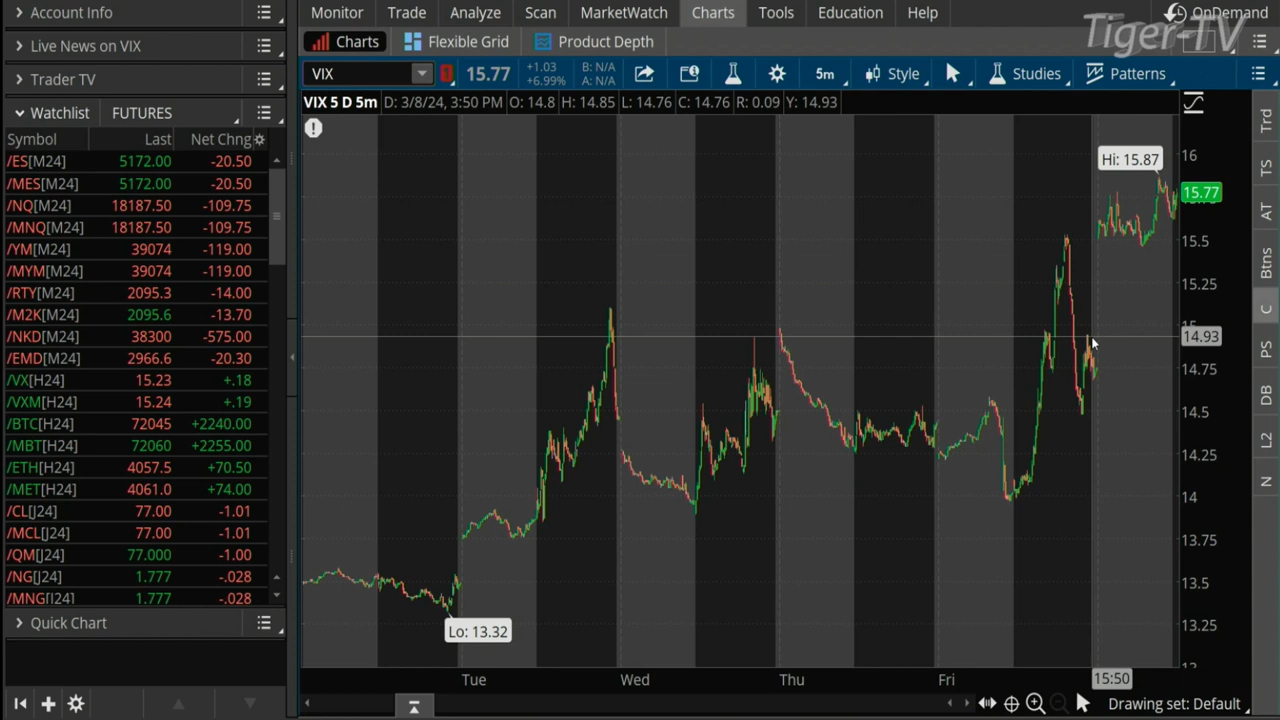 Account Info
Live News on VIX
Trader TV
Watchlist FUTURES
Symbol Last Net Chng
/ES[M24] 5172.00 -20.50
/MES[M24] 5172.00 -20.50
/NQ[M24] 18187.50 -109.75
/MNQ[M24] 18187.50 -109.75
/YM[M24] 39074 -119.00
/MYM[M24] 39074 -119.00
/RTY[M24] 2095.3 -14.00
/M2K[M24] 2095.6 -13.70
/NKD[M24] 38300 -575.00
/EMD[M24] 2966.6 -20.30
/VX[H24] 15.23 +.18
/VXM[H24] 15.24 +.19
/BTC[H24] 72045 +2240.00
/MBT[H24] 72060 +2255.00
/ETH[H24] 4057.5 +70.50
/MET[H24] 4061.0 +74.00
/CL[J24] 77.00 -1.01
/MCL[J24] 77.00 -1.01
/QM[J24] 77.000 -1.00
/NG[J24] 1.777 -.028
/MNG[J24] 1.777 -.028
Quick Chart
Monitor Trade Analyze Scan MarketWatch Charts Tools Education Help OnDemand
Tiger-TV
Charts Flexible Grid Product Depth
VIX 15.77 +1.03 +6.99% B: N/A A: N/A 5m Style Studies Patterns
VIX 5 D 5m D: 3/8/24, 3:50 PM O: 14.8 H: 14.85 L: 14.76 C: 14.76 R: 0.09 Y: 14.93
Hi: 15.87
16
15.77
15.5
15.25
15
14.93
14.75
14.5
14.25
14
13.75
13.5
13.25
Lo: 13.32
Tue Wed Thu Fri 15:50
Drawing set: Default
Trd
TS
AT
Btns
C
PS
DB
L2
N